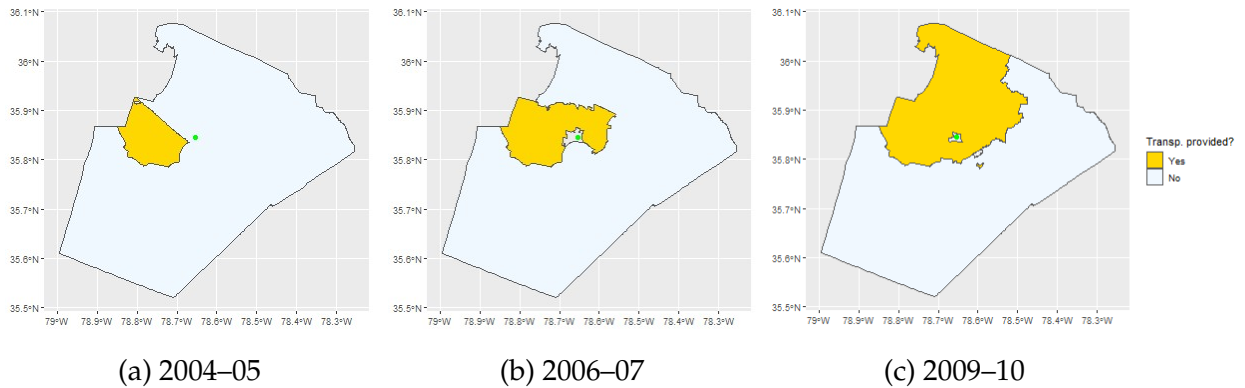 36.1°N
36°N
35.9°N
35.8°N
35.7°N
35.6°N
35.5°N
79°W 78.9°W 78.8°W 78.7°W 78.6°W 78.5°W 78.4°W 78.3°W
(a) 2004–05
36.1°N
36°N
35.9°N
35.8°N
35.7°N
35.6°N
35.5°N
79°W 78.9°W 78.8°W 78.7°W 78.6°W 78.5°W 78.4°W 78.3°W
(b) 2006–07
36.1°N
36°N
35.9°N
35.8°N
35.7°N
35.6°N
35.5°N
79°W 78.9°W 78.8°W 78.7°W 78.6°W 78.5°W 78.4°W 78.3°W
(c) 2009–10
Transp. provided?
Yes
No